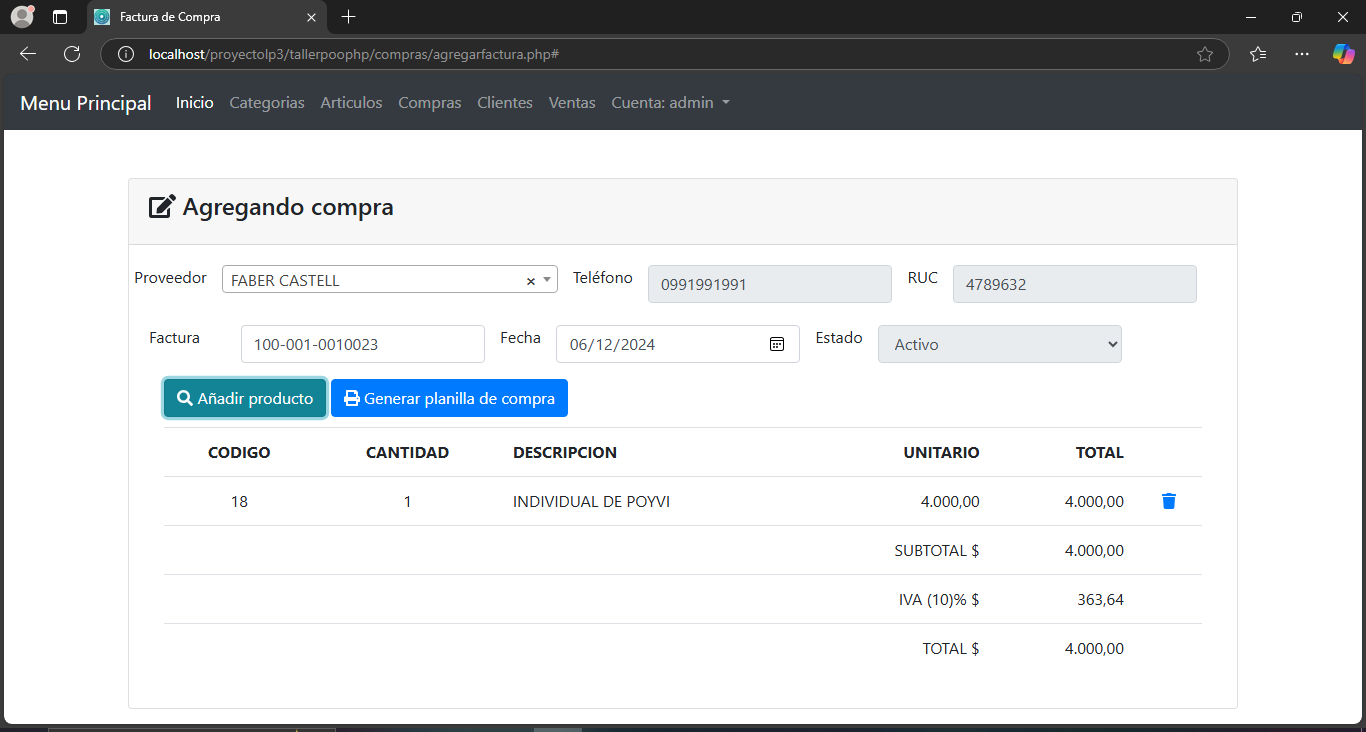 Factura de Compra
localhost/proyectolp3/tallerpoophp/compras/agregarfactura.php#
Menu Principal Inicio Categorias Articulos Compras Clientes Ventas Cuenta: admin
Agregando compra
Proveedor FABER CASTELL × Teléfono 0991991991 RUC 4789632
Factura 100-001-0010023 Fecha 06/12/2024 Estado Activo
Añadir producto Generar planilla de compra
CODIGO CANTIDAD DESCRIPCION UNITARIO TOTAL
18 1 INDIVIDUAL DE POYVI 4.000,00 4.000,00
SUBTOTAL $ 4.000,00
IVA (10)% $ 363,64
TOTAL $ 4.000,00